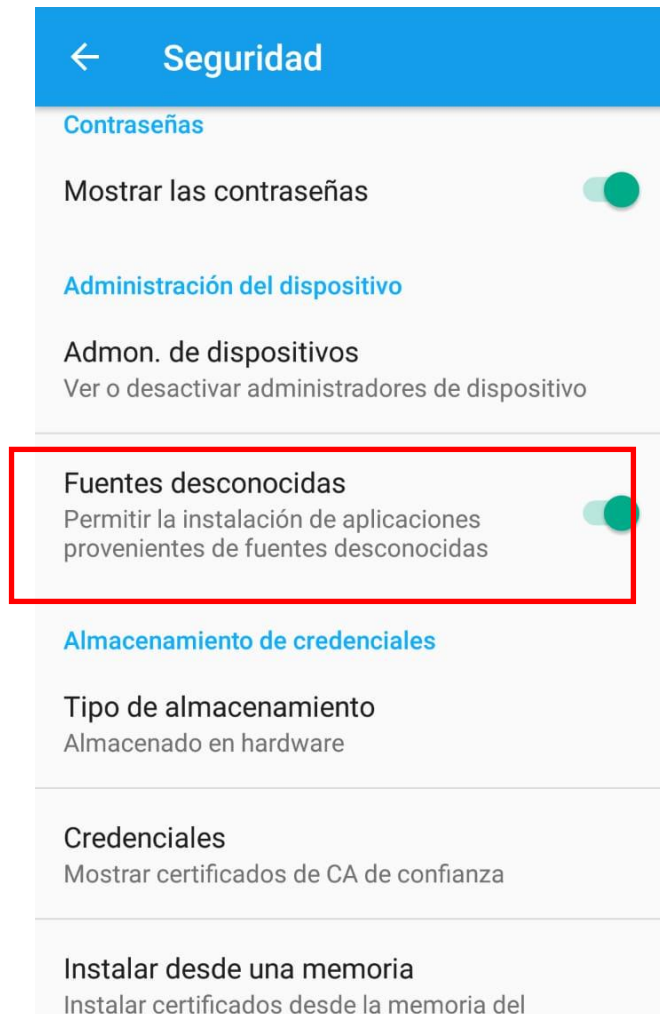 Seguridad
Contraseñas
Mostrar las contraseñas
Administración del dispositivo
Admon. de dispositivos
Ver o desactivar administradores de dispositivo
Fuentes desconocidas
Permitir la instalación de aplicaciones
provenientes de fuentes desconocidas
Almacenamiento de credenciales
Tipo de almacenamiento
Almacenado en hardware
Credenciales
Mostrar certificados de CA de confianza
Instalar desde una memoria
Instalar certificados desde la memoria del